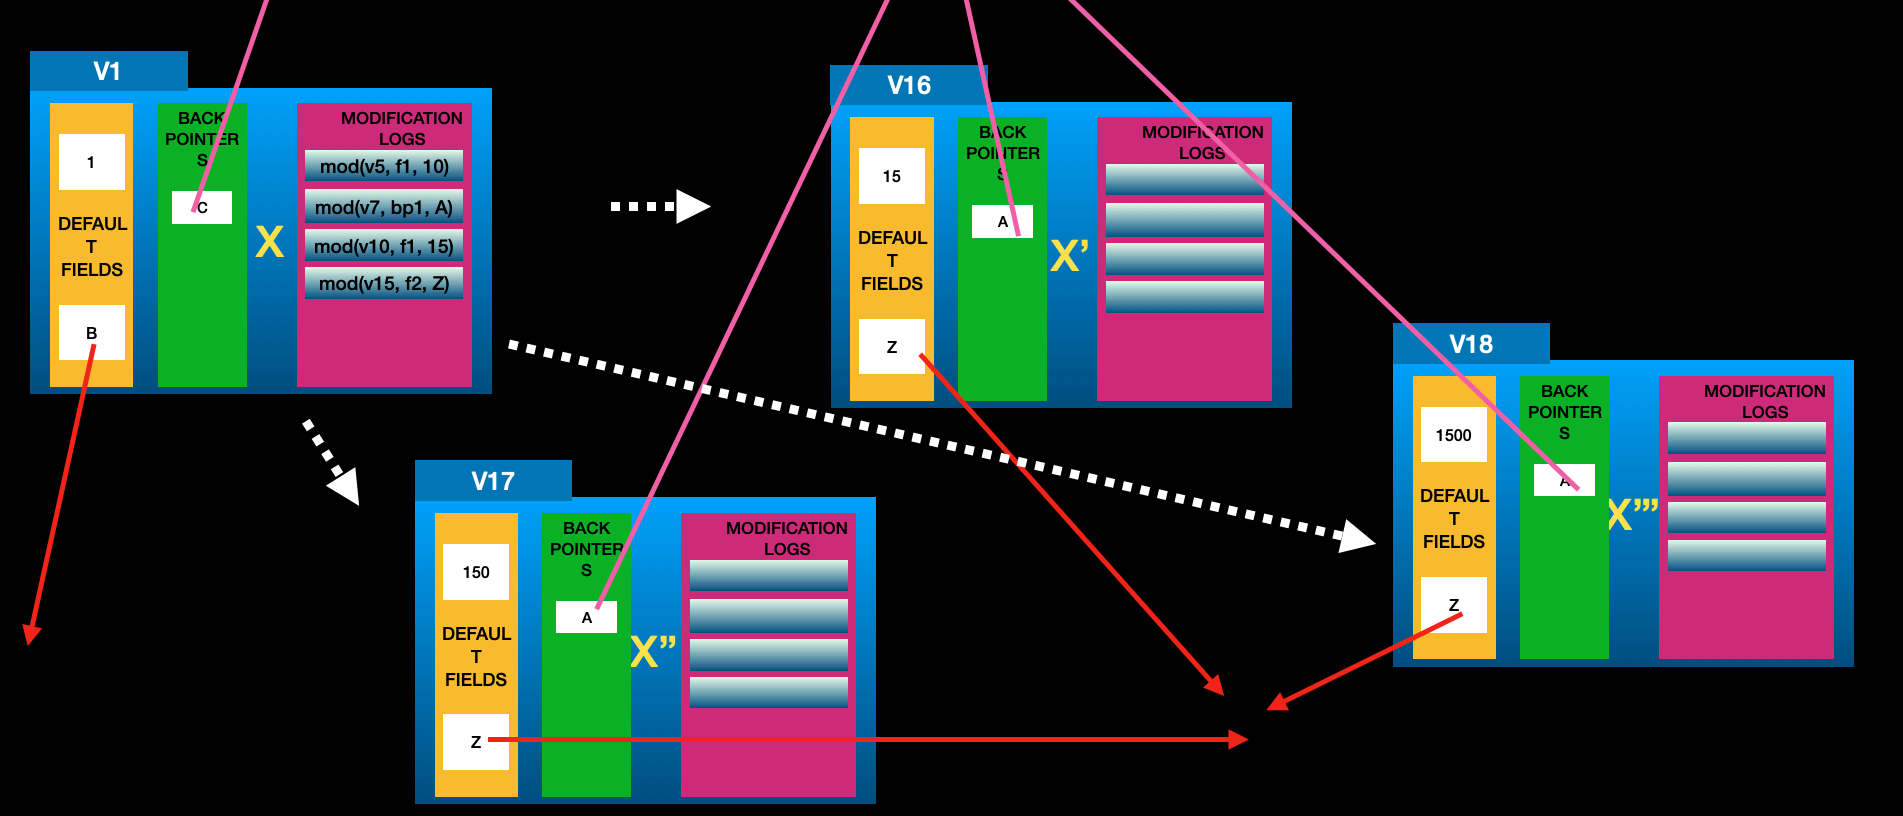 V1
1
DEFAUL
T
FIELDS
B
BACK
POINTER
S
C
X
MODIFICATION
LOGS
mod(v5, f1, 10)
mod(v7, bp1, A)
mod(v10, f1, 15)
mod(v15, f2, Z)
V16
15
DEFAUL
T
FIELDS
Z
BACK
POINTER
S
A
X’
MODIFICATION
LOGS
V17
150
DEFAUL
T
FIELDS
Z
BACK
POINTER
S
A
X”
MODIFICATION
LOGS
V18
1500
DEFAUL
T
FIELDS
Z
BACK
POINTER
S
A
X”’
MODIFICATION
LOGS